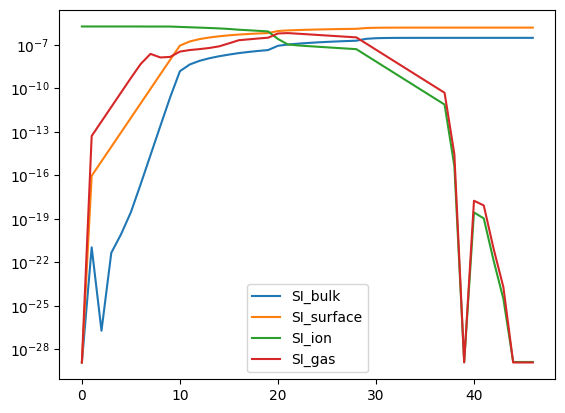 10⁻⁷
10⁻¹⁰
10⁻¹³
10⁻¹⁶
10⁻¹⁹
10⁻²²
10⁻²⁵
10⁻²⁸
SI_bulk
SI_surface
SI_ion
SI_gas
0 10 20 30 40